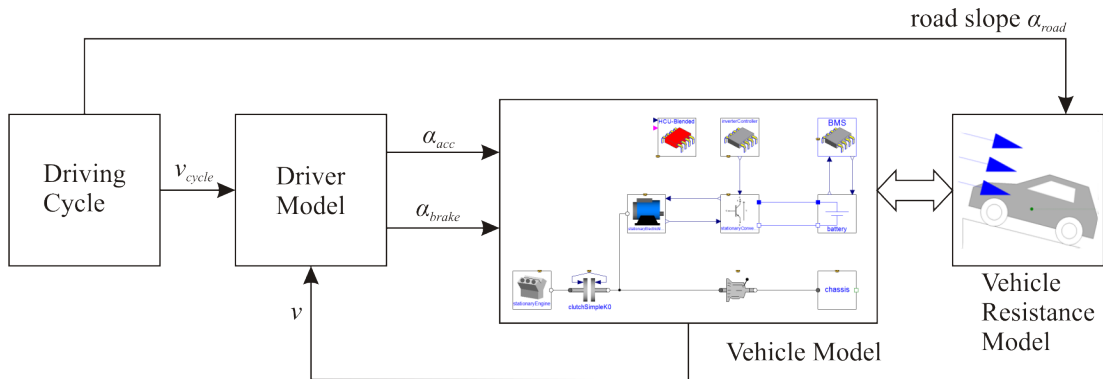 road slope α_road
Driving
Cycle
v_cycle
Driver
Model
α_acc
α_brake
v
HCU-Blended
inverterController
BMS
battery
stationaryEngine
clutchSimpleK0
chassis
Vehicle Model
Vehicle
Resistance
Model